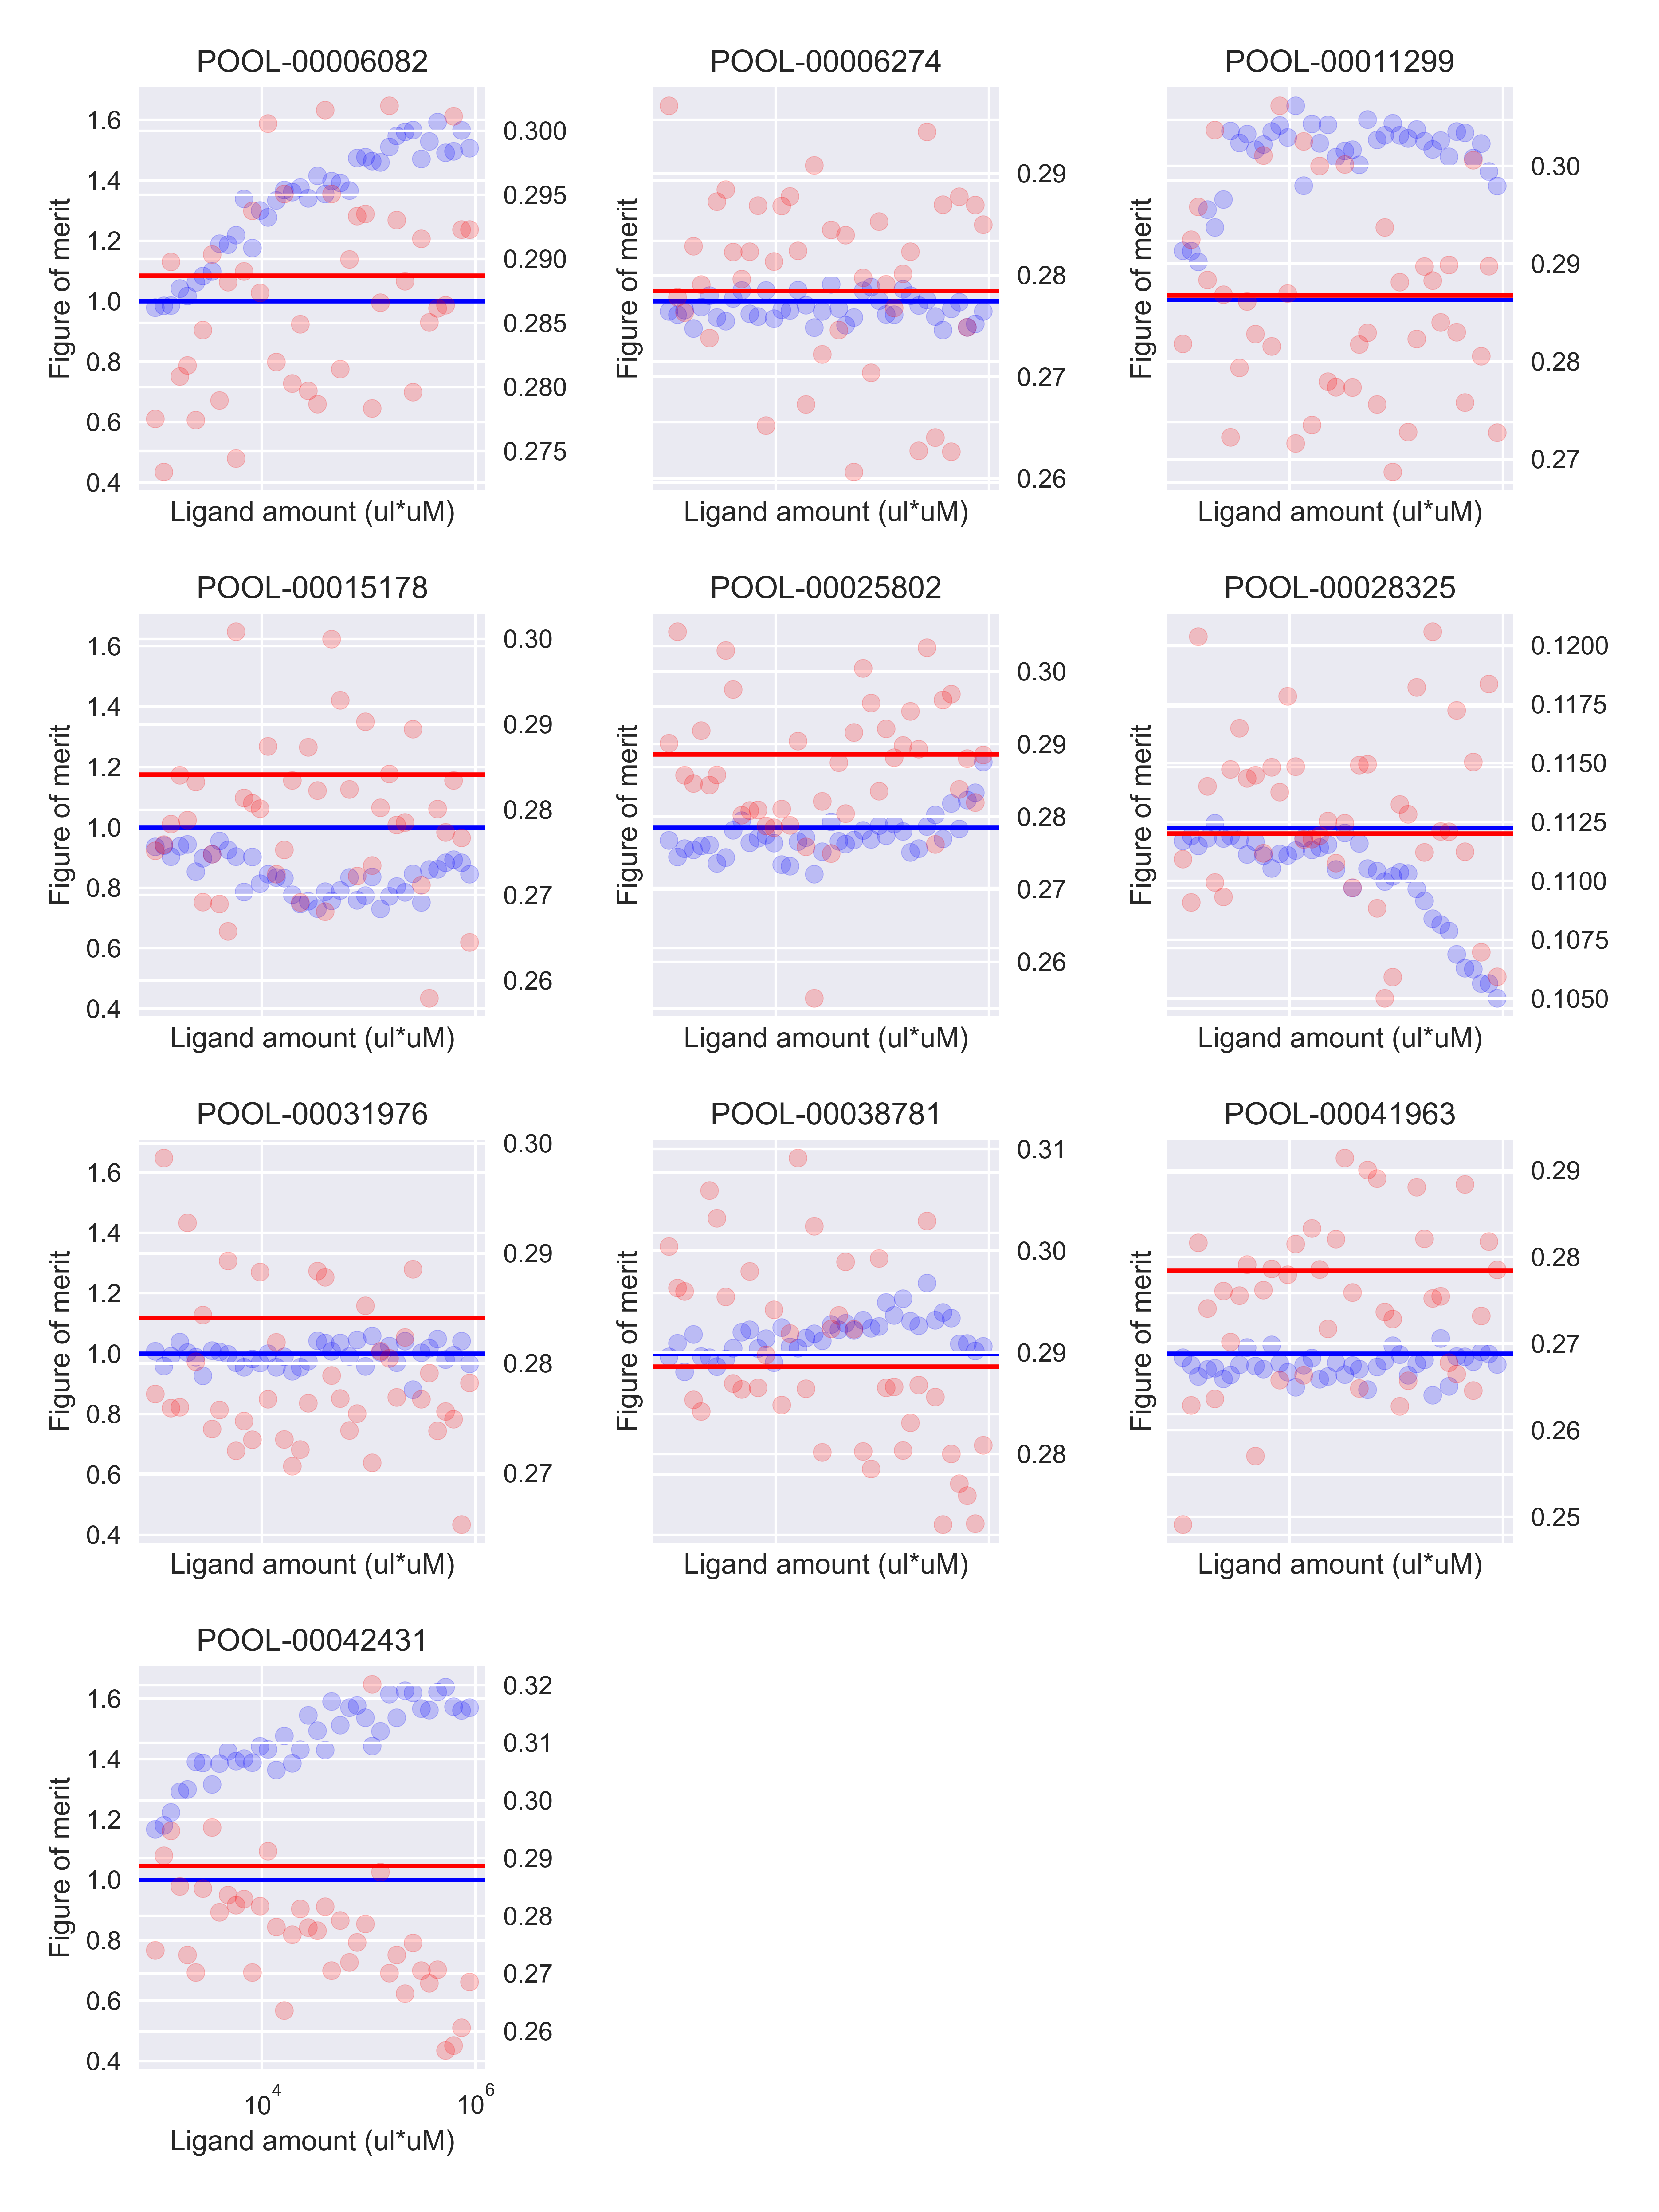 POOL-00006082
POOL-00006274
POOL-00011299
1.6
1.4
1.2
1.0
0.8
0.6
0.4
Figure of merit
0.300
0.295
0.290
0.285
0.280
0.275
Ligand amount (ul*uM)
Figure of merit
0.29
0.28
0.27
0.26
Ligand amount (ul*uM)
Figure of merit
0.30
0.29
0.28
0.27
Ligand amount (ul*uM)
POOL-00015178
POOL-00025802
POOL-00028325
1.6
1.4
1.2
1.0
0.8
0.6
0.4
Figure of merit
0.30
0.29
0.28
0.27
0.26
Ligand amount (ul*uM)
Figure of merit
0.30
0.29
0.28
0.27
0.26
Ligand amount (ul*uM)
Figure of merit
0.1200
0.1175
0.1150
0.1125
0.1100
0.1075
0.1050
Ligand amount (ul*uM)
POOL-00031976
POOL-00038781
POOL-00041963
1.6
1.4
1.2
1.0
0.8
0.6
0.4
Figure of merit
0.30
0.29
0.28
0.27
Ligand amount (ul*uM)
Figure of merit
0.31
0.30
0.29
0.28
Ligand amount (ul*uM)
Figure of merit
0.29
0.28
0.27
0.26
0.25
Ligand amount (ul*uM)
POOL-00042431
1.6
1.4
1.2
1.0
0.8
0.6
0.4
Figure of merit
0.32
0.31
0.30
0.29
0.28
0.27
0.26
10^4
10^6
Ligand amount (ul*uM)